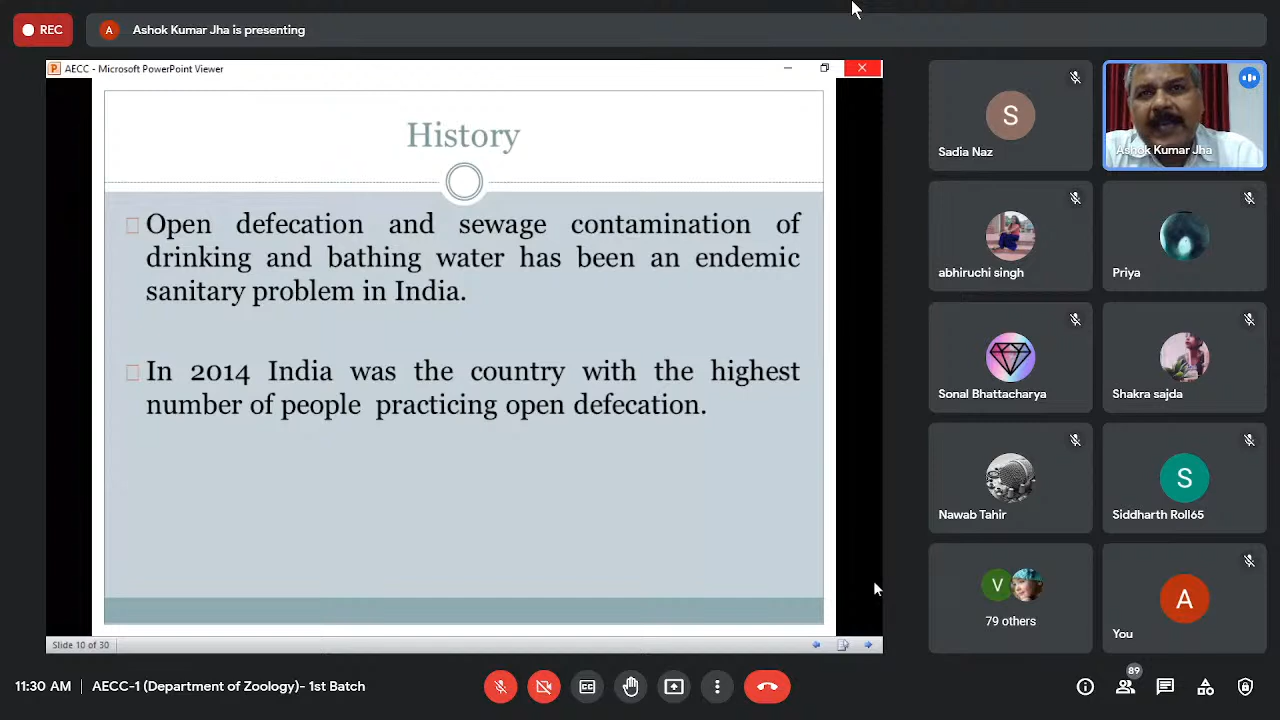 REC
A
Ashok Kumar Jha is presenting
P
AECC - Microsoft PowerPoint Viewer
History
Open defecation and sewage contamination of
drinking and bathing water has been an endemic
sanitary problem in India.
In 2014 India was the country with the highest
number of people practicing open defecation.
Slide 10 of 30
S
Sadia Naz
Ashok Kumar Jha
abhiruchi singh
Priya
Sonal Bhattacharya
Shakra sajda
Nawab Tahir
S
Siddharth Roll65
V
79 others
A
You
11:30 AM
AECC-1 (Department of Zoology)- 1st Batch
89